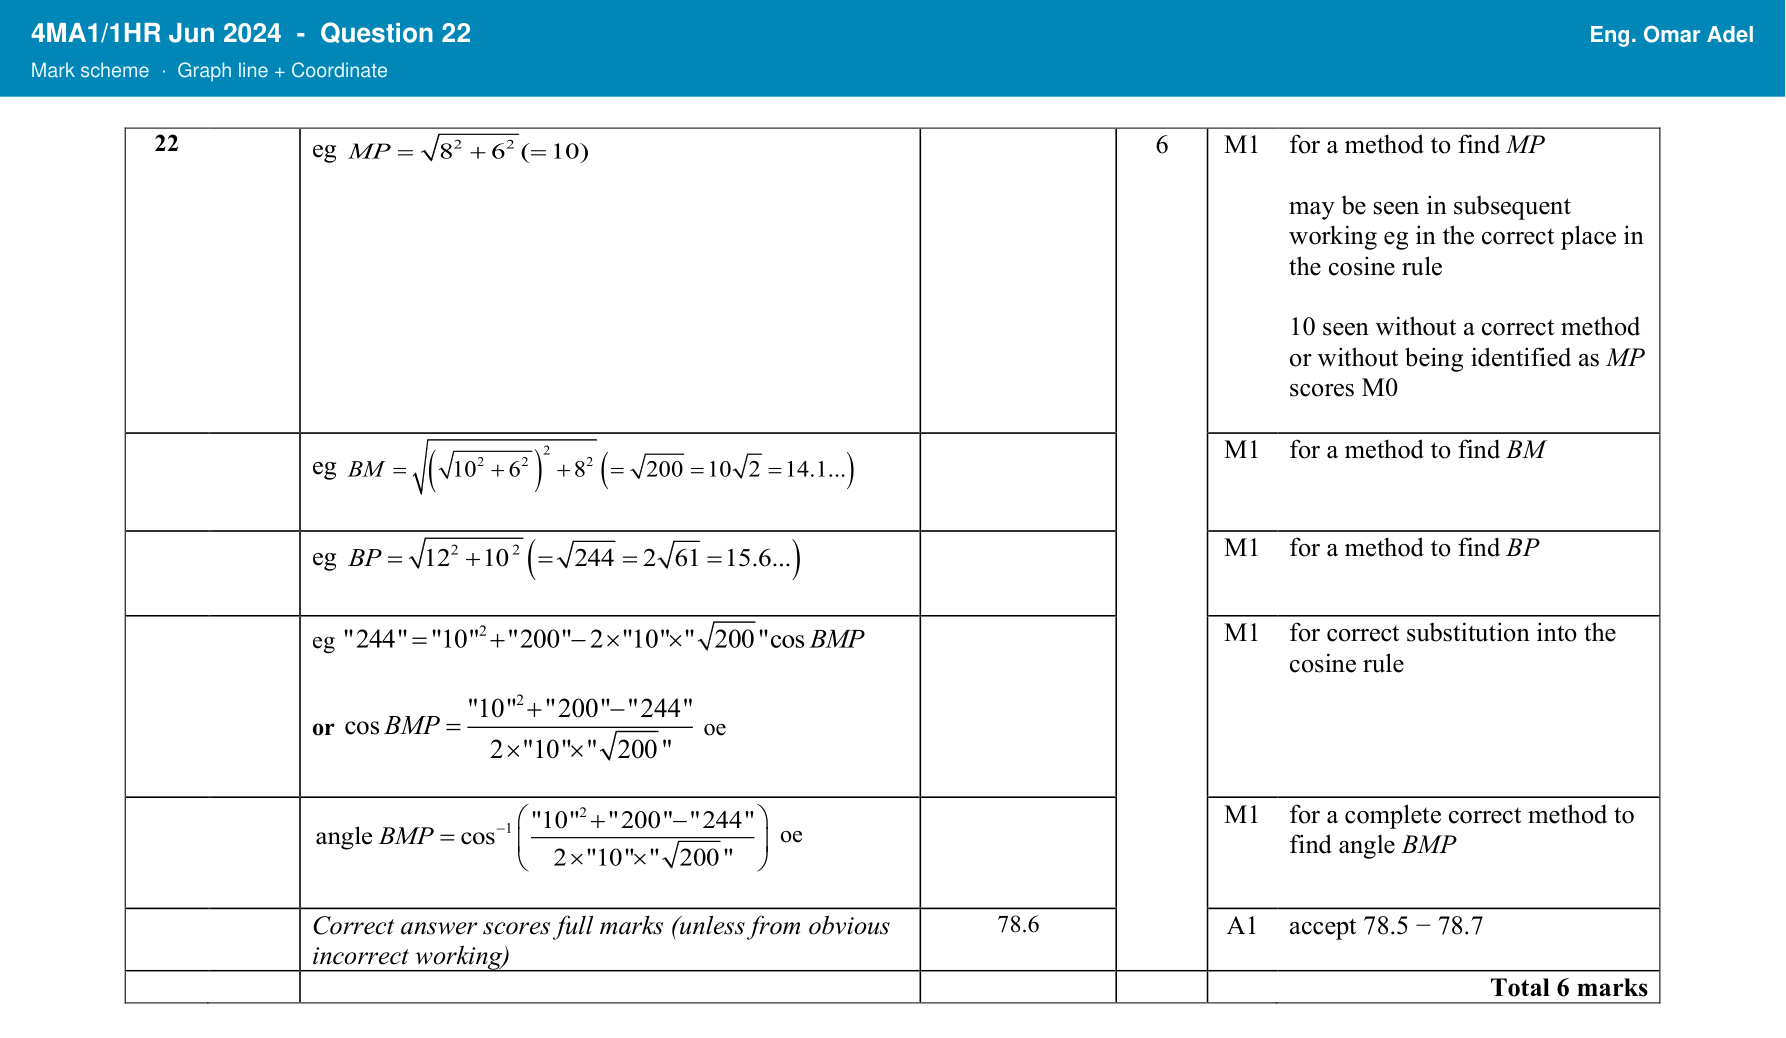 4MA1/1HR Jun 2024 - Question 22
Eng. Omar Adel
Mark scheme · Graph line + Coordinate
22
eg MP = √(8² + 6²) (= 10)
6
M1 for a method to find MP
may be seen in subsequent
working eg in the correct place in
the cosine rule
10 seen without a correct method
or without being identified as MP
scores M0
eg BM = √((√(10² + 6²))² + 8²) (= √200 = 10√2 = 14.1...)
M1 for a method to find BM
eg BP = √(12² + 10²) (= √244 = 2√61 = 15.6...)
M1 for a method to find BP
eg "244" = "10"² + "200" − 2 × "10" × "√200" cos BMP
M1 for correct substitution into the
cosine rule
or cos BMP = ("10"² + "200" − "244") / (2 × "10" × "√200") oe
angle BMP = cos⁻¹(("10"² + "200" − "244") / (2 × "10" × "√200")) oe
M1 for a complete correct method to
find angle BMP
Correct answer scores full marks (unless from obvious
incorrect working)
78.6
A1 accept 78.5 − 78.7
Total 6 marks